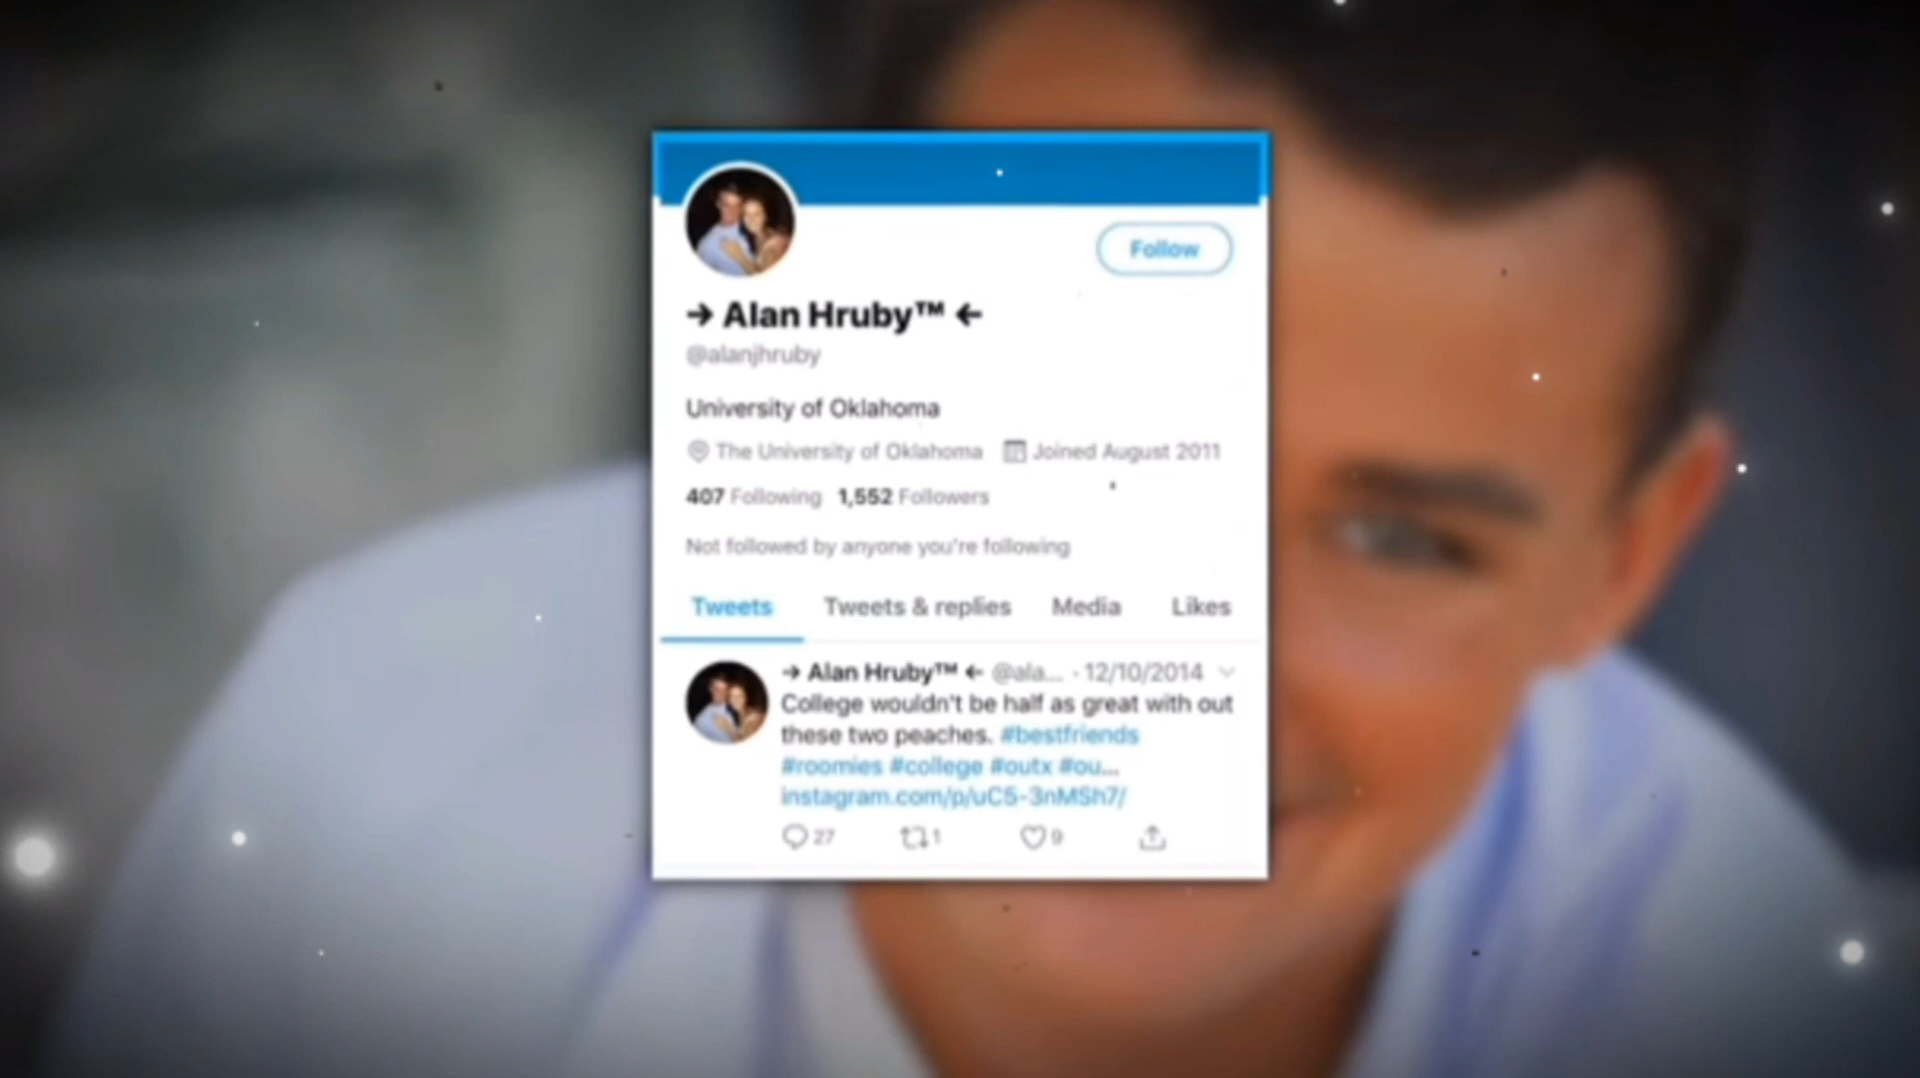 Follow
→ Alan Hruby™ ←
@alanjhruby
University of Oklahoma
The University of Oklahoma Joined August 2011
407 Following 1,552 Followers
Not followed by anyone you're following
Tweets Tweets & replies Media Likes
→ Alan Hruby™ ← @ala... · 12/10/2014
College wouldn't be half as great with out
these two peaches. #bestfriends
#roomies #college #outx #ou...
instagram.com/p/uC5-3nMSh7/
27 1 9